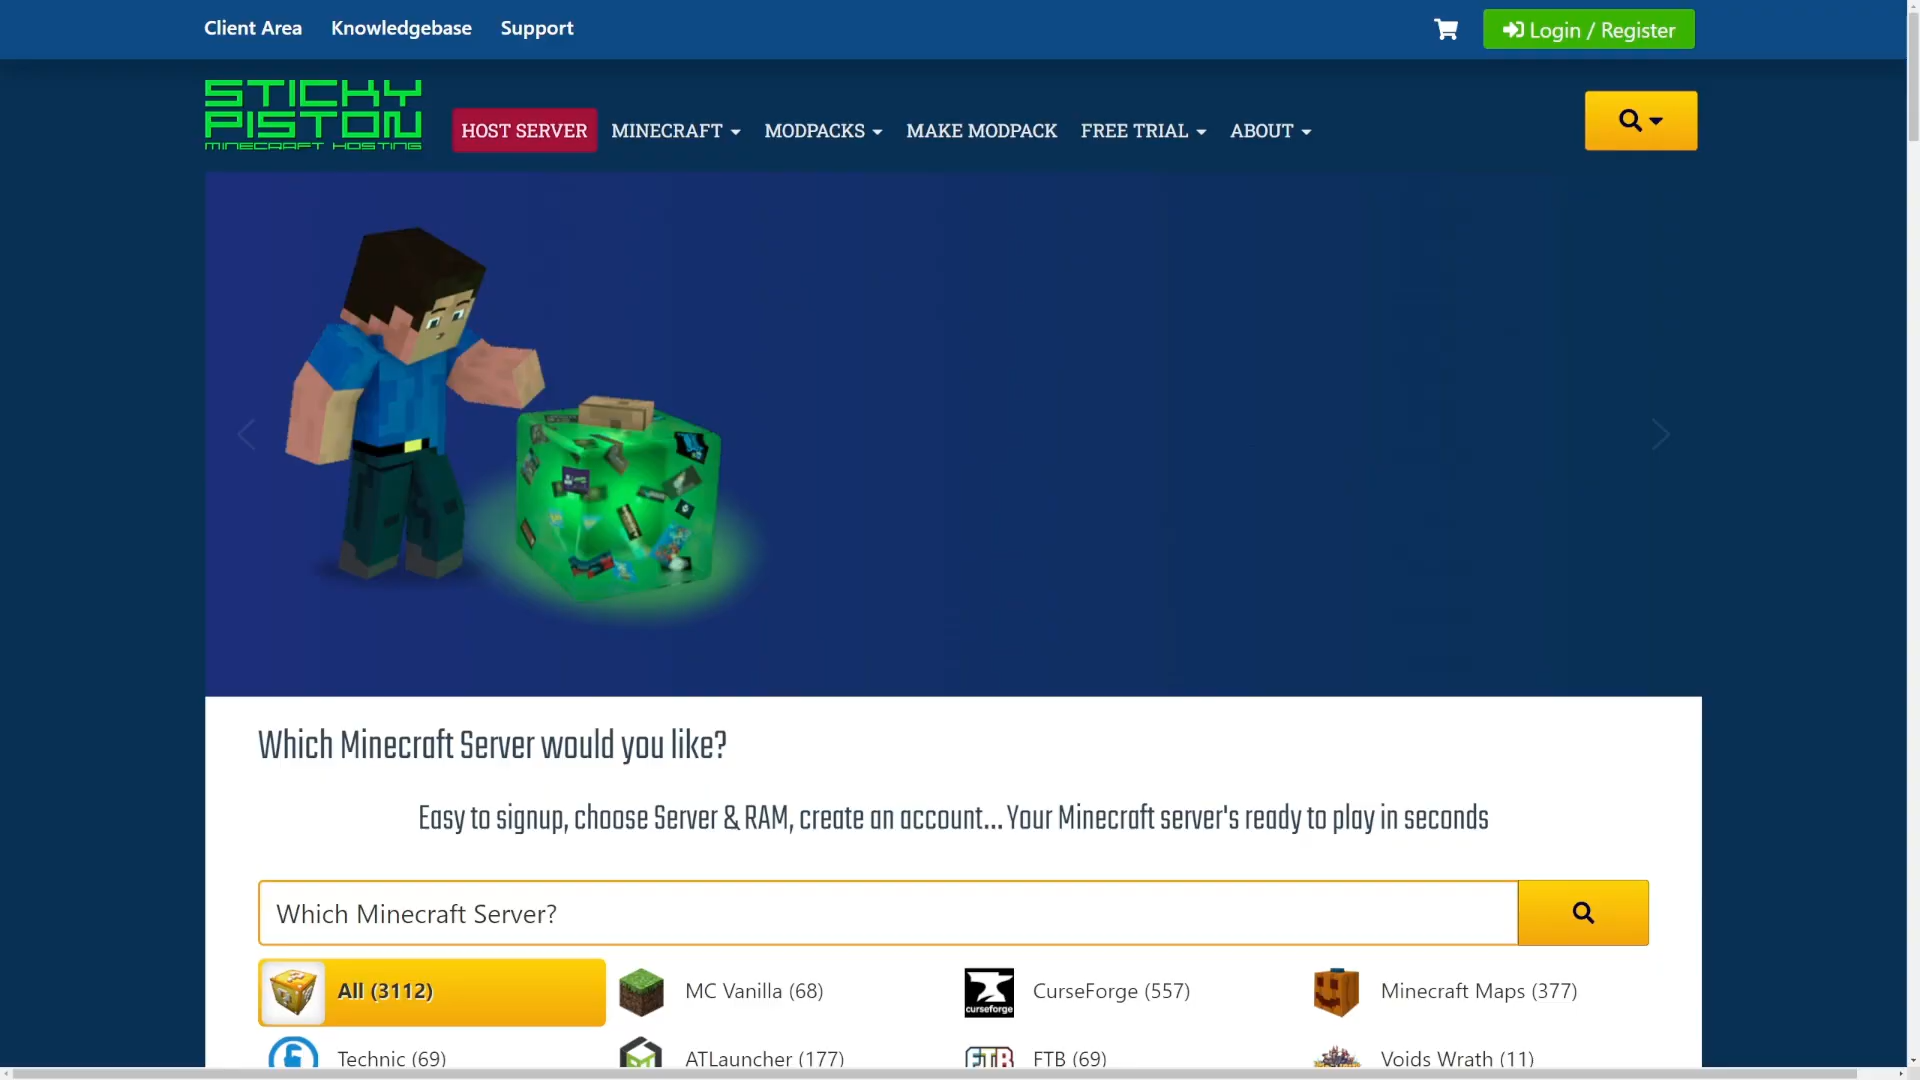 Client Area Knowledgebase Support
Login / Register
STICKY
PISTON
MINECRAFT HOSTING
HOST SERVER MINECRAFT MODPACKS MAKE MODPACK FREE TRIAL ABOUT
Which Minecraft Server would you like?
Easy to signup, choose Server & RAM, create an account... Your Minecraft server's ready to play in seconds
Which Minecraft Server?
All (3112) MC Vanilla (68) CurseForge (557) Minecraft Maps (377)
curseforge
Technic (69) ATLauncher (177) FTB (69) Voids Wrath (11)
FTB